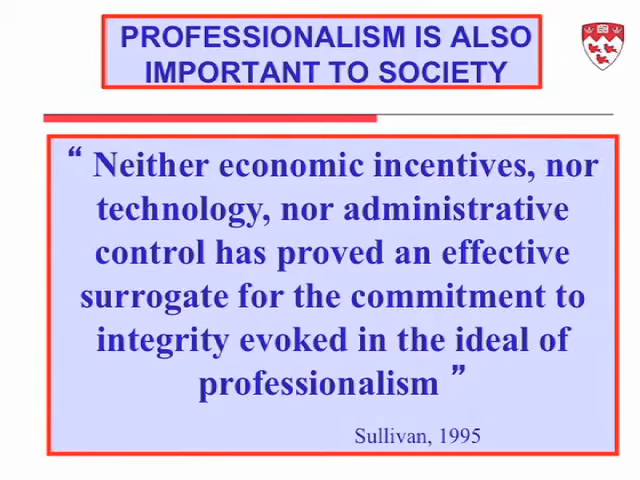 PROFESSIONALISM IS ALSO
IMPORTANT TO SOCIETY
“ Neither economic incentives, nor
technology, nor administrative
control has proved an effective
surrogate for the commitment to
integrity evoked in the ideal of
professionalism ”
Sullivan, 1995